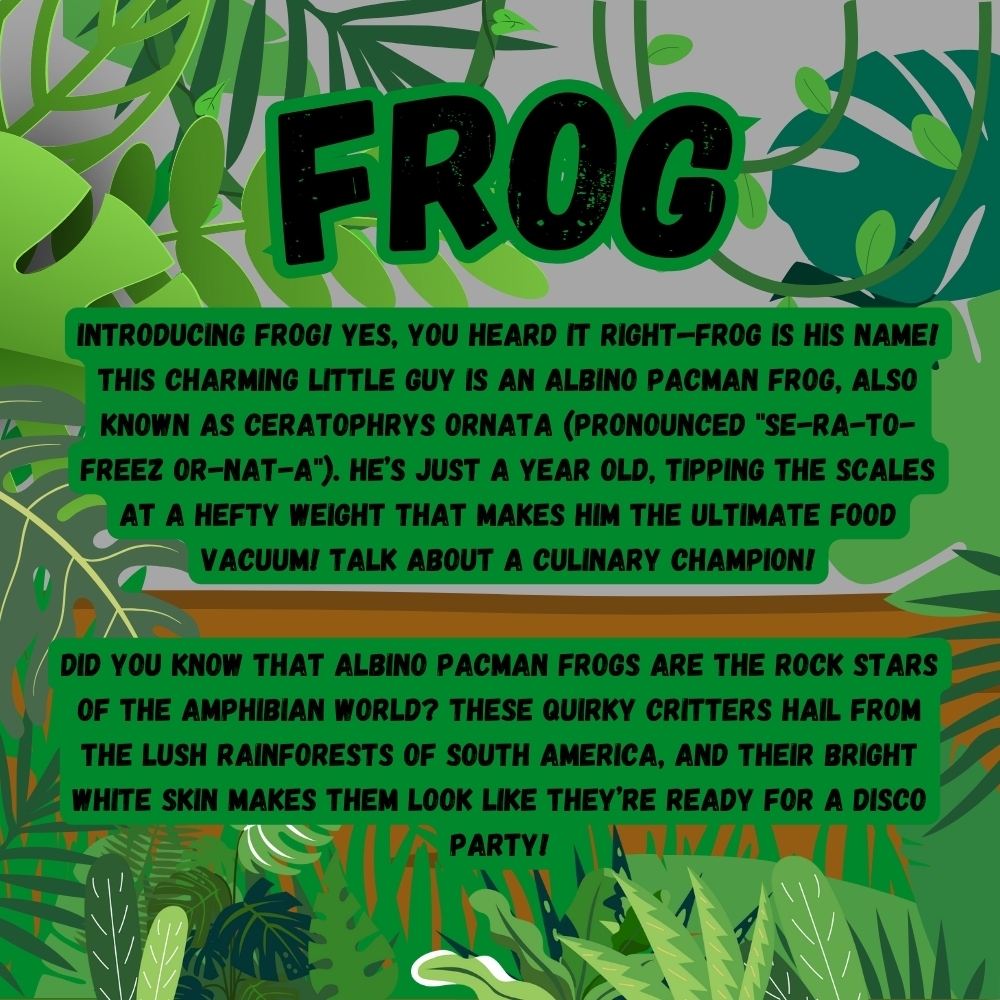 FROG
INTRODUCING FROG! YES, YOU HEARD IT RIGHT—FROG IS HIS NAME!
THIS CHARMING LITTLE GUY IS AN ALBINO PACMAN FROG, ALSO
KNOWN AS CERATOPHRYS ORNATA (PRONOUNCED "SE-RA-TO-
FREEZ OR-NAT-A"). HE'S JUST A YEAR OLD, TIPPING THE SCALES
AT A HEFTY WEIGHT THAT MAKES HIM THE ULTIMATE FOOD
VACUUM! TALK ABOUT A CULINARY CHAMPION!
DID YOU KNOW THAT ALBINO PACMAN FROGS ARE THE ROCK STARS
OF THE AMPHIBIAN WORLD? THESE QUIRKY CRITTERS HAIL FROM
THE LUSH RAINFORESTS OF SOUTH AMERICA, AND THEIR BRIGHT
WHITE SKIN MAKES THEM LOOK LIKE THEY'RE READY FOR A DISCO
PARTY!